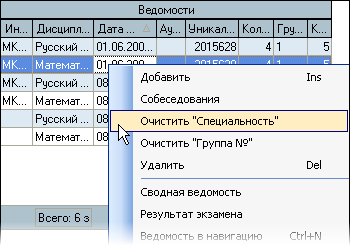 Ведомости
Ин... Дисципл... Дата ... Ау... Уникал... Кол... Гру... К...
МК... Русский ... 01.06.200... 2015628 4 1 5
МК... Математ... 01.06.200... 4 1 5
МК... Русский ... 08
МК... Математ... 08
Русский ... 08
Математ... 08
Всего: 6 з
Добавить Ins
Собеседования
Очистить "Специальность"
Очистить "Группа №"
Удалить Del
Сводная ведомость
Результат экзамена
Ведомость в навигацию Ctrl+N